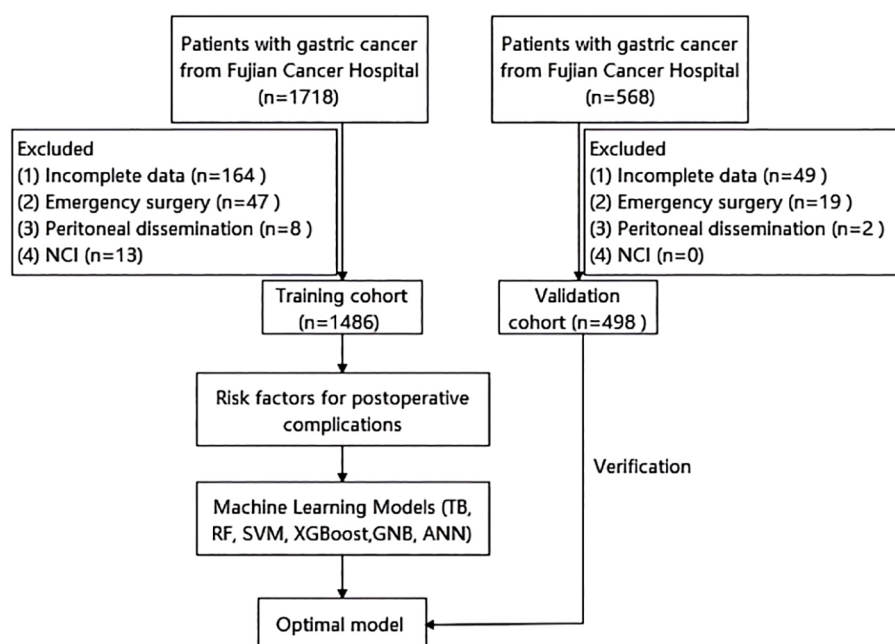 Patients with gastric cancer
from Fujian Cancer Hospital
(n=1718)
Patients with gastric cancer
from Fujian Cancer Hospital
(n=568)
Excluded
(1) Incomplete data (n=164 )
(2) Emergency surgery (n=47 )
(3) Peritoneal dissemination (n=8 )
(4) NCI (n=13)
Excluded
(1) Incomplete data (n=49 )
(2) Emergency surgery (n=19 )
(3) Peritoneal dissemination (n=2 )
(4) NCI (n=0)
Training cohort
(n=1486)
Validation
cohort (n=498 )
Risk factors for postoperative
complications
Verification
Machine Learning Models (TB,
RF, SVM, XGBoost,GNB, ANN)
Optimal model